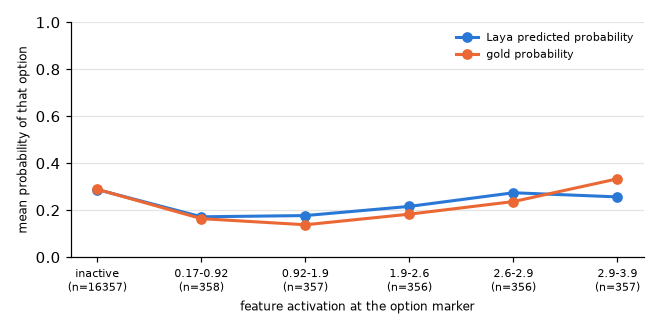 1.0
0.8
0.6
0.4
0.2
0.0
mean probability of that option
Laya predicted probability
gold probability
inactive
(n=16357)
0.17-0.92
(n=358)
0.92-1.9
(n=357)
1.9-2.6
(n=356)
2.6-2.9
(n=356)
2.9-3.9
(n=357)
feature activation at the option marker